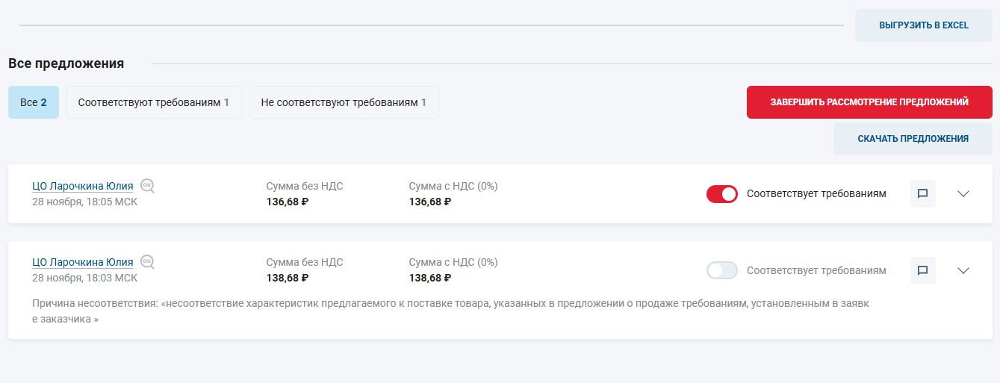 ВЫГРУЗИТЬ В EXCEL
Все предложения
Все 2
Соответствуют требованиям 1
Не соответствуют требованиям 1
ЗАВЕРШИТЬ РАССМОТРЕНИЕ ПРЕДЛОЖЕНИЙ
СКАЧАТЬ ПРЕДЛОЖЕНИЯ
ЦО Ларочкина Юлия ОК
28 ноября, 18:05 МСК
Сумма без НДС
136,68 ₽
Сумма с НДС (0%)
136,68 ₽
Соответствует требованиям
ЦО Ларочкина Юлия ОК
28 ноября, 18:03 МСК
Сумма без НДС
138,68 ₽
Сумма с НДС (0%)
138,68 ₽
Соответствует требованиям
Причина несоответствия: «несоответствие характеристик предлагаемого к поставке товара, указанных в предложении о продаже требованиям, установленным в заявк
е заказчика »